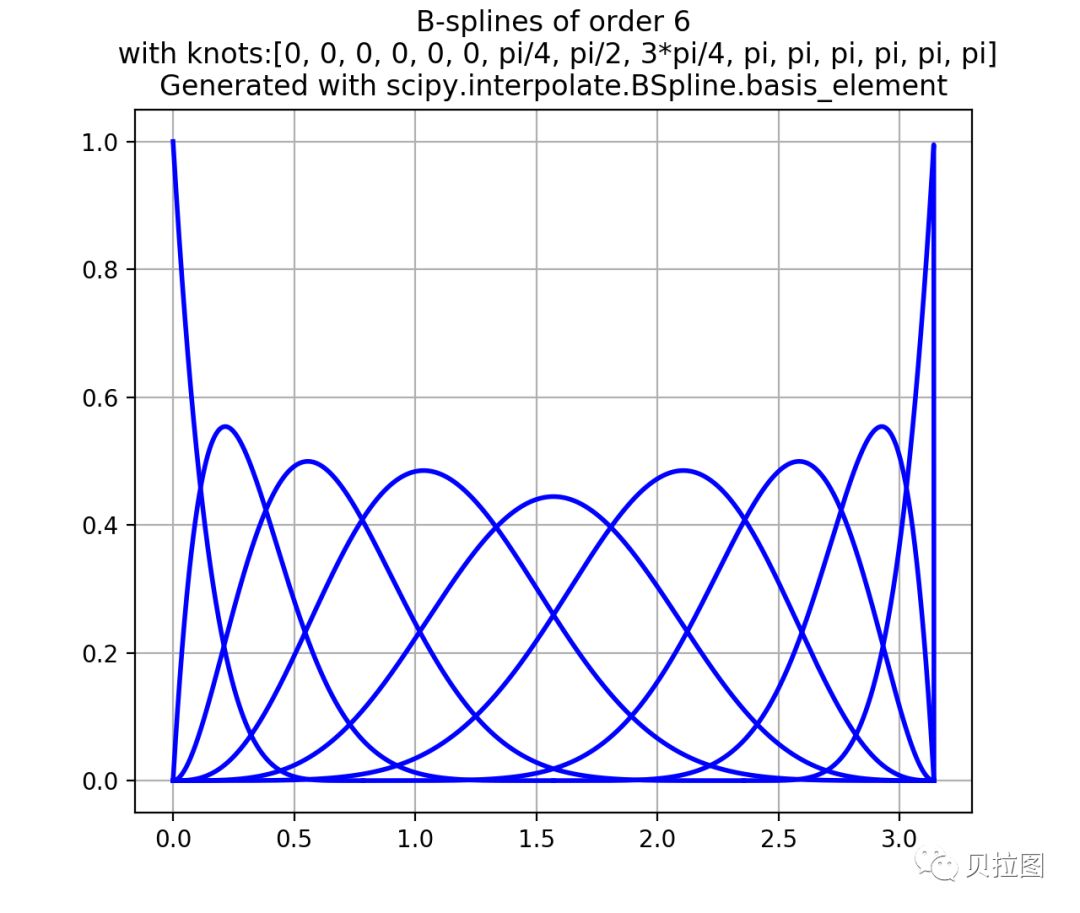 B-splines of order 6
with knots:[0, 0, 0, 0, 0, 0, pi/4, pi/2, 3*pi/4, pi, pi, pi, pi, pi, pi]
Generated with scipy.interpolate.BSpline.basis_element
1.0
0.8
0.6
0.4
0.2
0.0
0.0 0.5 1.0 1.5 2.0 2.5 3.0
贝拉图